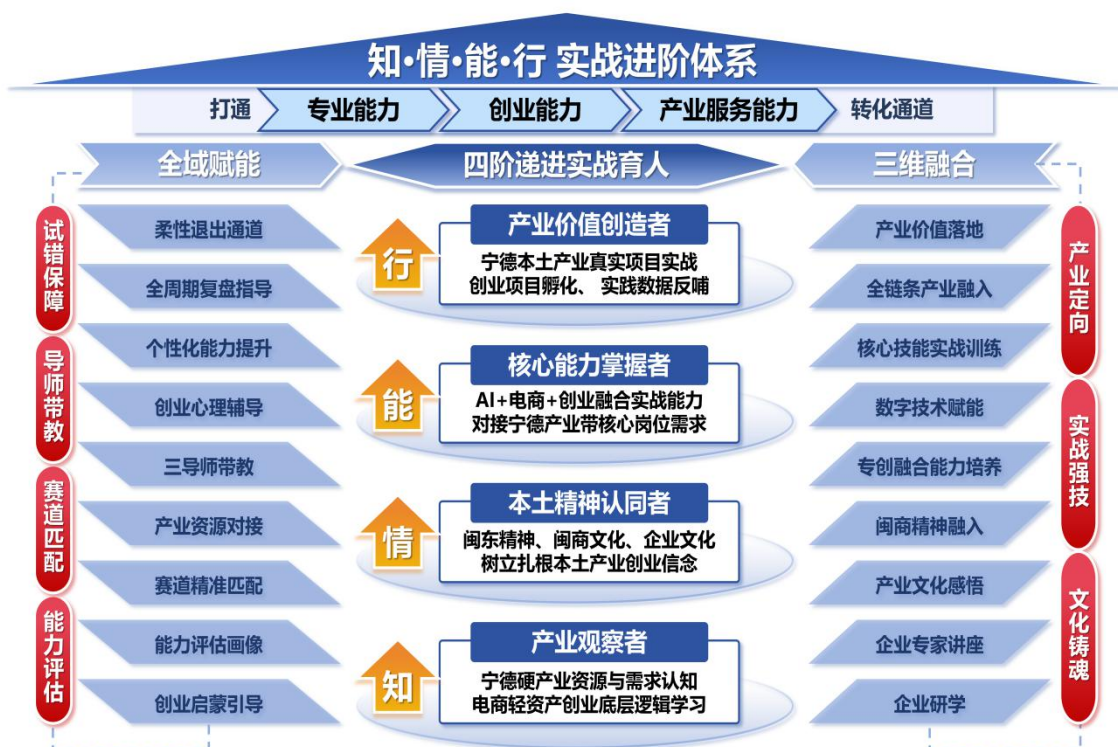 知·情·能·行 实战进阶体系
打通 专业能力 创业能力 产业服务能力 转化通道
全域赋能
四阶递进实战育人
三维融合
试错保障
导师带教
赛道匹配
能力评估
柔性退出通道
全周期复盘指导
个性化能力提升
创业心理辅导
三导师带教
产业资源对接
赛道精准匹配
能力评估画像
创业启蒙引导
行
产业价值创造者
宁德本土产业真实项目实战
创业项目孵化、 实践数据反哺
能
核心能力掌握者
AI+电商+创业融合实战能力
对接宁德产业带核心岗位需求
情
本土精神认同者
闽东精神、闽商文化、企业文化
树立扎根本土产业创业信念
知
产业观察者
宁德硬产业资源与需求认知
电商轻资产创业底层逻辑学习
产业价值落地
全链条产业融入
核心技能实战训练
数字技术赋能
专创融合能力培养
闽商精神融入
产业文化感悟
企业专家讲座
企业研学
产业定向
实战强技
文化铸魂